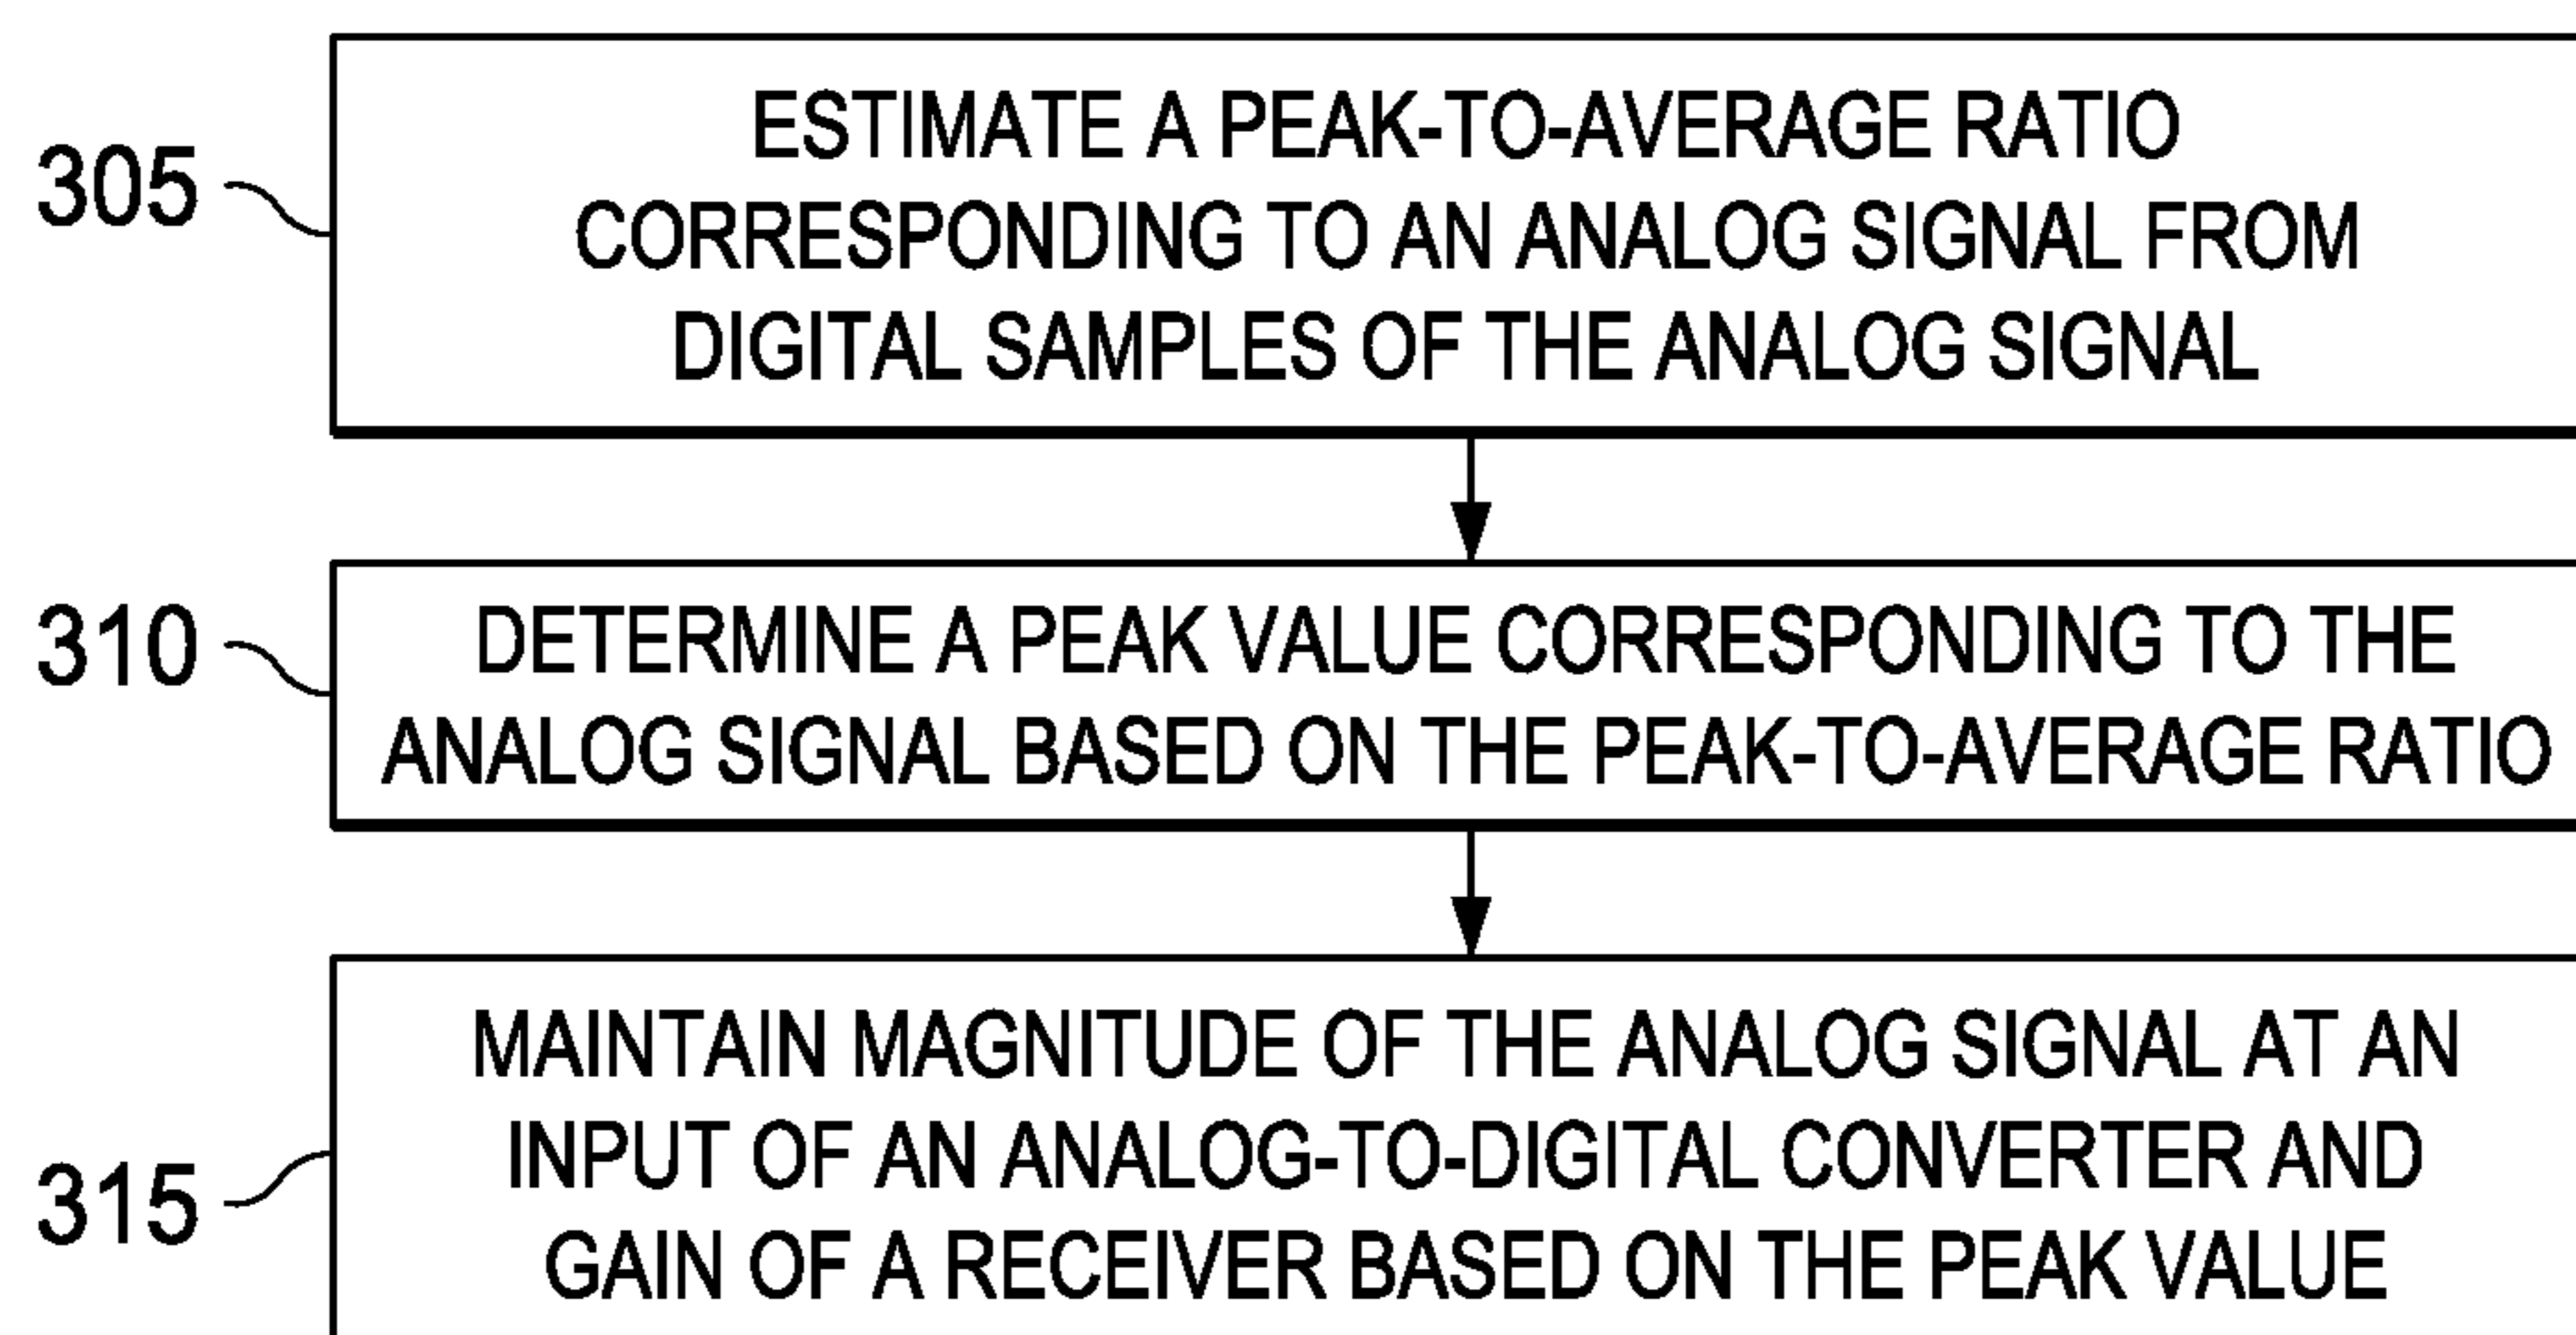 305
ESTIMATE A PEAK-TO-AVERAGE RATIO
CORRESPONDING TO AN ANALOG SIGNAL FROM
DIGITAL SAMPLES OF THE ANALOG SIGNAL
310
DETERMINE A PEAK VALUE CORRESPONDING TO THE
ANALOG SIGNAL BASED ON THE PEAK-TO-AVERAGE RATIO
315
MAINTAIN MAGNITUDE OF THE ANALOG SIGNAL AT AN
INPUT OF AN ANALOG-TO-DIGITAL CONVERTER AND
GAIN OF A RECEIVER BASED ON THE PEAK VALUE